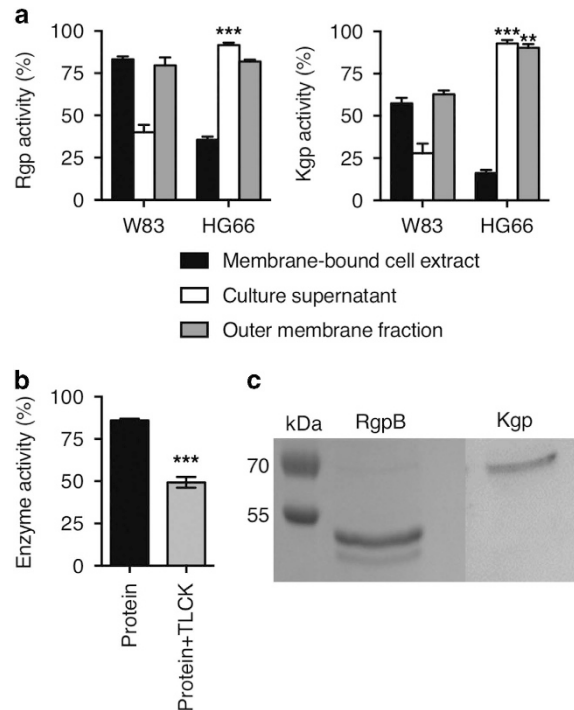 a
Rgp activity (%)
100
75
50
25
0
***
W83
HG66
Kgp activity (%)
100
75
50
25
0
***
**
W83
HG66
Membrane-bound cell extract
Culture supernatant
Outer membrane fraction
b
Enzyme activity (%)
100
75
50
25
0
***
Protein
Protein+TLCK
c
kDa
RgpB
Kgp
70
55